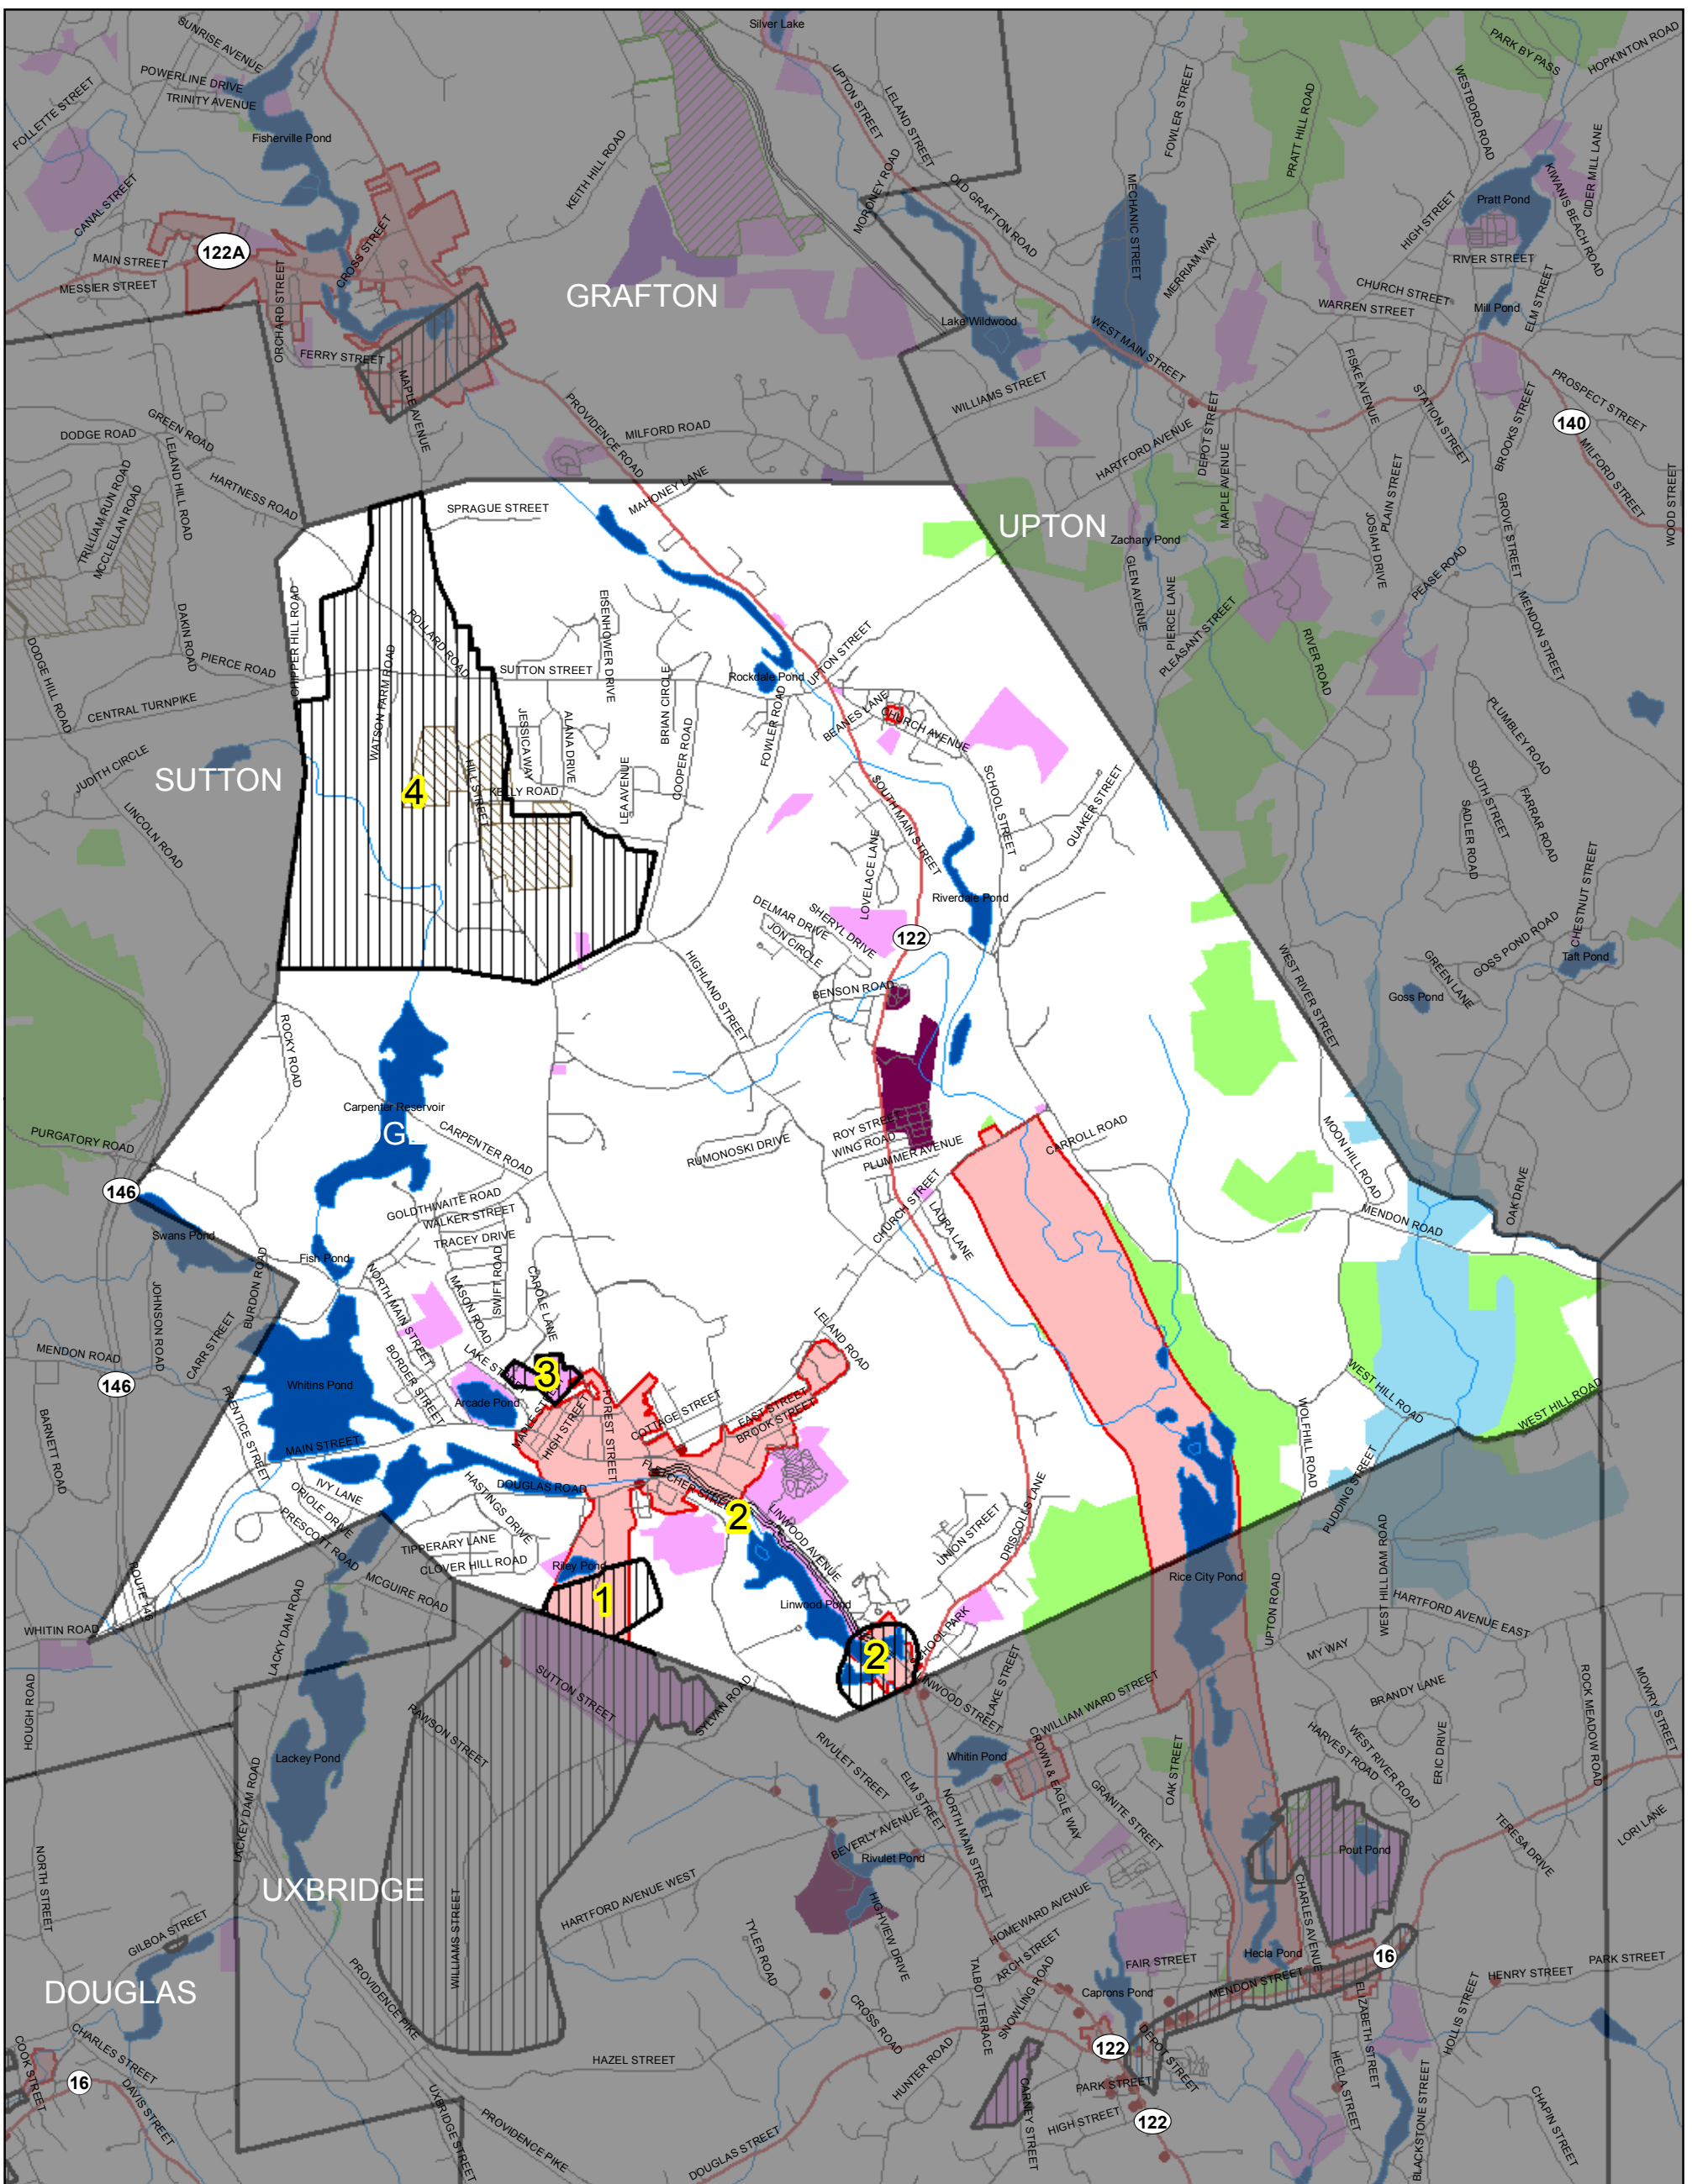 Silver Lake
SUNRISE AVENUE
POWERLINE DRIVE
TRINITY AVENUE
FOLLETTE STREET
Fisherville Pond
CANAL STREET
MAIN STREET
122A
MESSIER STREET
ORCHARD STREET
CROSS STREET
FERRY STREET
MAPLE AVENUE
KEITH HILL ROAD
GRAFTON
UPTON STREET
LELAND STREET
MORONEY ROAD
OLD GRAFTON ROAD
Lake Wildwood
FOWLER STREET
MECHANIC STREET
MERRIAM WAY
PRATT HILL ROAD
WEST MAIN STREET
WILLIAMS STREET
PARK BY PASS
HOPKINTON ROAD
WESTBORO ROAD
CIDER MILL LANE
KIWANIS BEACH ROAD
Pratt Pond
HIGH STREET
RIVER STREET
CHURCH STREET
WARREN STREET
Mill Pond
ELM STREET
FISKE AVENUE
STATION STREET
BROOKS STREET
PROSPECT STREET
140
MILFORD STREET
WOOD STREET
HARTFORD AVENUE
DEPOT STREET
MAPLE AVENUE
PLAIN STREET
JOSIAH DRIVE
GROVE STREET
PEASE ROAD
MENDON STREET
DODGE ROAD
GREEN ROAD
LELAND HILL ROAD
TRILLIAM RUN ROAD
MCCLELLAN ROAD
HARTNESS ROAD
PROVIDENCE ROAD
MILFORD ROAD
MAHONEY LANE
SPRAGUE STREET
UPTON
Zachary Pond
GLEN AVENUE
PIERCE LANE
PLEASANT STREET
RIVER ROAD
DAKIN ROAD
DODGE HILL ROAD
PIERCE ROAD
CENTRAL TURNPIKE
CHIPPER HILL ROAD
POLLARD ROAD
WATSON FARM ROAD
SUTTON STREET
EISENHOWER DRIVE
BRIAN CIRCLE
Rockdale Pond
UPTON STREET
BEANES LANE
CHURCH AVENUE
FOWLER ROAD
COOPER ROAD
JESSICA WAY
ALANA DRIVE
LEA AVENUE
KELLY ROAD
HILL STREET
4
SUTTON
JUDITH CIRCLE
LINCOLN ROAD
SOUTH MAIN STREET
SCHOOL STREET
QUAKER STREET
LOVELACE LANE
Riverdale Pond
DELMAR DRIVE
SHERYL DRIVE
JON CIRCLE
122
BENSON ROAD
HIGHLAND STREET
PLUMBLEY ROAD
SOUTH STREET
SADLER ROAD
FARRAR ROAD
CHESTNUT STREET
GOSS POND ROAD
GREEN LANE
Taft Pond
Goss Pond
WEST RIVER STREET
ROCKY ROAD
Carpenter Reservoir
CARPENTER ROAD
PURGATORY ROAD
146
Swans Pond
RUMONOSKI DRIVE
ROY STREET
WING ROAD
PLUMMER AVENUE
CHURCH STREET
LAURA LANE
CARROLL ROAD
MOON HILL ROAD
MENDON ROAD
OAK DRIVE
GOLDTHWAITE ROAD
WALKER STREET
TRACEY DRIVE
Fish Pond
BURDON ROAD
JOHNSON ROAD
CARR STREET
MENDON ROAD
146
BARNETT ROAD
PRENTICE STREET
NORTH MAIN STREET
MASON ROAD
SWIFT ROAD
CAROLE LANE
BORDER STREET
3
Whitins Pond
Arcade Pond
MAPLE STREET
HIGH STREET
FOREST STREET
COTTAGE STREET
EAST STREET
BROOK STREET
LELAND ROAD
MAIN STREET
DOUGLAS ROAD
HASTINGS DRIVE
IVY LANE
ORIOLE DRIVE
PRESCOTT ROAD
TIPPERARY LANE
CLOVER HILL ROAD
MCGUIRE ROAD
2
LINWOOD AVENUE
Linwood Pond
Riley Pond
1
2
UNION STREET
DRISCOLLS LANE
WEST HILL ROAD
WEST HILL ROAD
WOLFHILL ROAD
PUDDING STREET
ROUTE 146
WHITIN ROAD
LACKY DAM ROAD
HOUGH ROAD
Lackey Pond
LACKEY DAM ROAD
RAWSON STREET
SUTTON STREET
SYLVAN ROAD
RIVULET STREET
LAKE STREET
Whitin Pond
WILLIAM WARD STREET
CROWN & EAGLE WAY
GRANITE STREET
OAK STREET
Rice City Pond
UPTON ROAD
WEST HILL DAM ROAD
HARTFORD AVENUE EAST
MY WAY
BRANDY LANE
ERIC DRIVE
WEST RIVER ROAD
HARVEST ROAD
ROCK MEADOW ROAD
MOWRY STREET
TERESA DRIVE
LORI LANE
Pout Pond
ELM STREET
NORTH MAIN STREET
BEVERLY AVENUE
Rivulet Pond
HIGHVIEW DRIVE
HARTFORD AVENUE WEST
NORTH STREET
UXBRIDGE
GILBOA STREET
DOUGLAS
WILLIAMS STREET
PROVIDENCE PIKE
TYLER ROAD
HOMEWARD AVENUE
ARCH STREET
SNOWLING ROAD
TALBOT TERRACE
FAIR STREET
Caprons Pond
Hecla Pond
CHARLES AVENUE
16
MENDON STREET
HENRY STREET
PARK STREET
ELIZABETH STREET
HOLLIS STREET
HECLA STREET
CROSS ROAD
HUNTER ROAD
HAZEL STREET
CHARLES STREET
COOK STREET
16
DAVIS STREET
UXBRIDGE STREET
PROVIDENCE PIKE
DOUGLAS STREET
122
DEPOT STREET
PARK STREET
HIGH STREET
CARNEY STREET
122
BLACKSTONE STREET
CHAPIN STREET